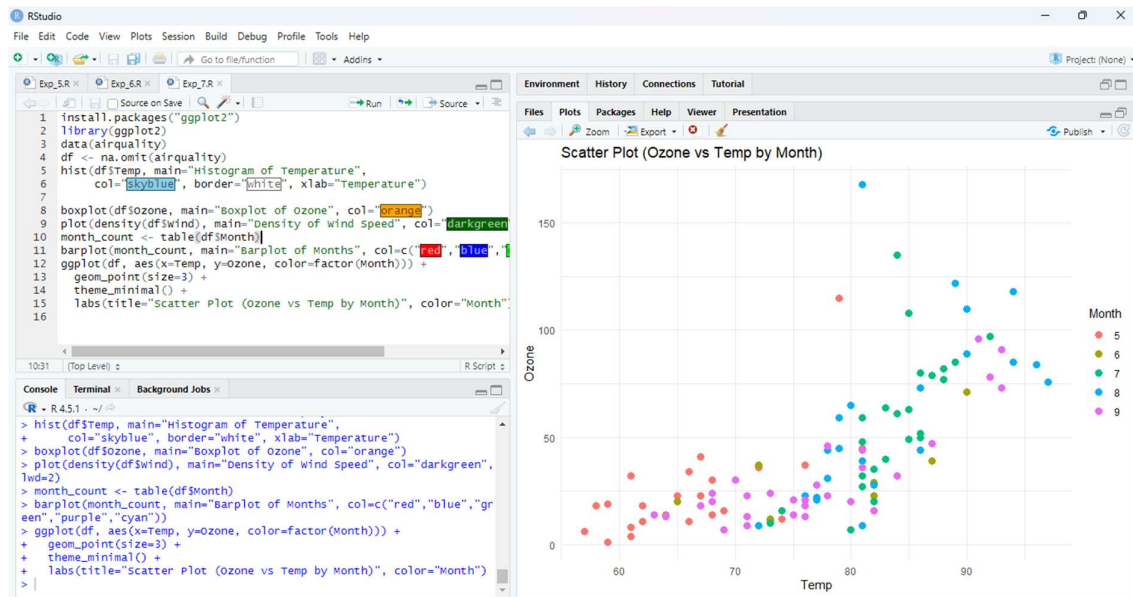 RStudio
File Edit Code View Plots Session Build Debug Profile Tools Help
Go to file/function
Addins
Project: (None)
Exp_5.R
Exp_6.R
Exp_7.R
Source on Save
Run
Source
1 install.packages("ggplot2")
2 library(ggplot2)
3 data(airquality)
4 df <- na.omit(airquality)
5 hist(df$Temp, main="Histogram of Temperature",
6 col="skyblue", border="white", xlab="Temperature")
7
8 boxplot(df$Ozone, main="Boxplot of Ozone", col="orange")
9 plot(density(df$Wind), main="Density of Wind Speed", col="darkgreen"
10 month_count <- table(df$Month)
11 barplot(month_count, main="Barplot of Months", col=c("red","blue","
12 ggplot(df, aes(x=Temp, y=Ozone, color=factor(Month))) +
13 geom_point(size=3) +
14 theme_minimal() +
15 labs(title="Scatter Plot (Ozone vs Temp by Month)", color="Month"
16
10:31 (Top Level) R Script
Console Terminal Background Jobs
R 4.5.1 · ~/
> hist(df$Temp, main="Histogram of Temperature",
+ col="skyblue", border="white", xlab="Temperature")
> boxplot(df$Ozone, main="Boxplot of Ozone", col="orange")
> plot(density(df$Wind), main="Density of Wind Speed", col="darkgreen",
lwd=2)
> month_count <- table(df$Month)
> barplot(month_count, main="Barplot of Months", col=c("red","blue","gr
een","purple","cyan"))
> ggplot(df, aes(x=Temp, y=Ozone, color=factor(Month))) +
+ geom_point(size=3) +
+ theme_minimal() +
+ labs(title="Scatter Plot (Ozone vs Temp by Month)", color="Month")
>
Environment History Connections Tutorial
Files Plots Packages Help Viewer Presentation
Zoom Export Publish
Scatter Plot (Ozone vs Temp by Month)
150
100
50
0
Ozone
60 70 80 90
Temp
Month
5
6
7
8
9